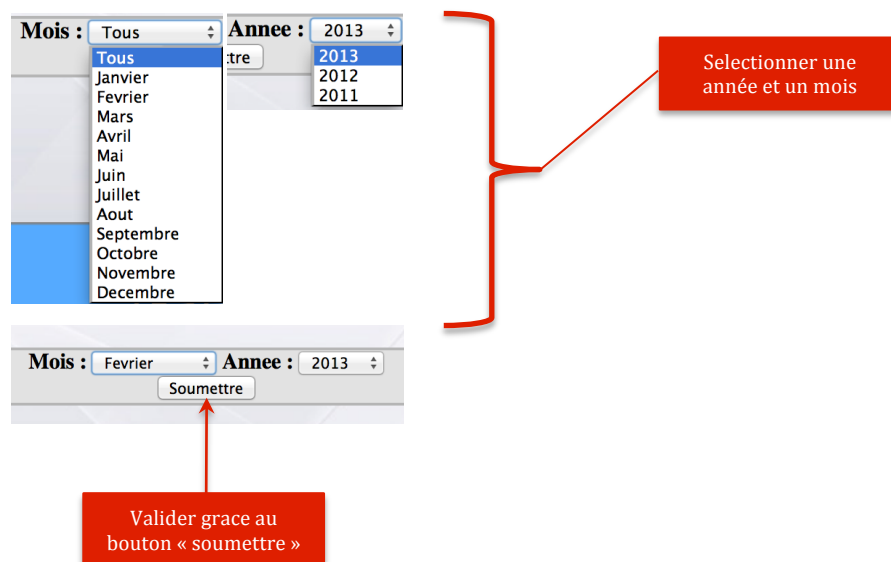 Mois : Tous Annee : 2013
Tous
Janvier
Fevrier
Mars
Avril
Mai
Juin
Juillet
Aout
Septembre
Octobre
Novembre
Decembre
tre
2013
2012
2011
Selectionner une
année et un mois
Mois : Fevrier Annee : 2013
Soumettre
Valider grace au
bouton « soumettre »